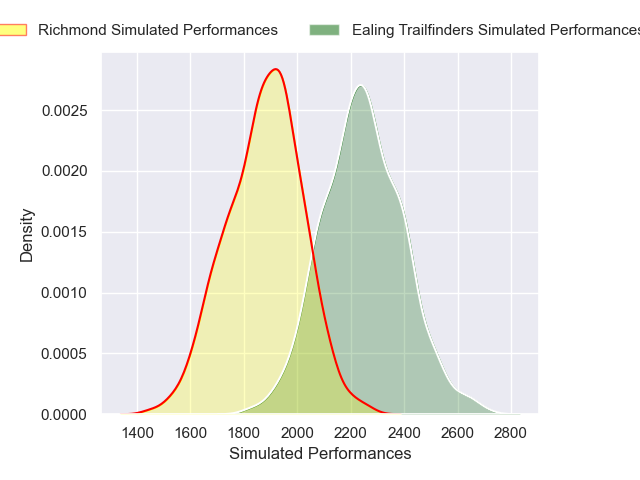 Richmond Simulated Performances
Ealing Trailfinders Simulated Performances
0.0025
0.0020
0.0015
0.0010
0.0005
0.0000
Density
1400 1600 1800 2000 2200 2400 2600 2800
Simulated Performances